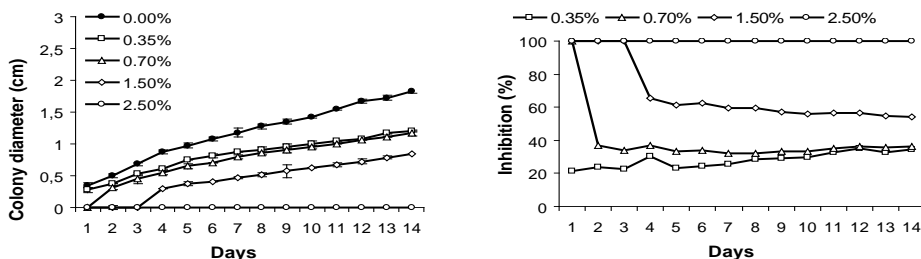 0.00%
0.35%
0.70%
1.50%
2.50%
Colony diameter (cm)
3
2,5
2
1,5
1
0,5
0
1 2 3 4 5 6 7 8 9 10 11 12 13 14
Days
0.35% 0.70% 1.50% 2.50%
Inhibition (%)
100
80
60
40
20
0
1 2 3 4 5 6 7 8 9 10 11 12 13 14
Days